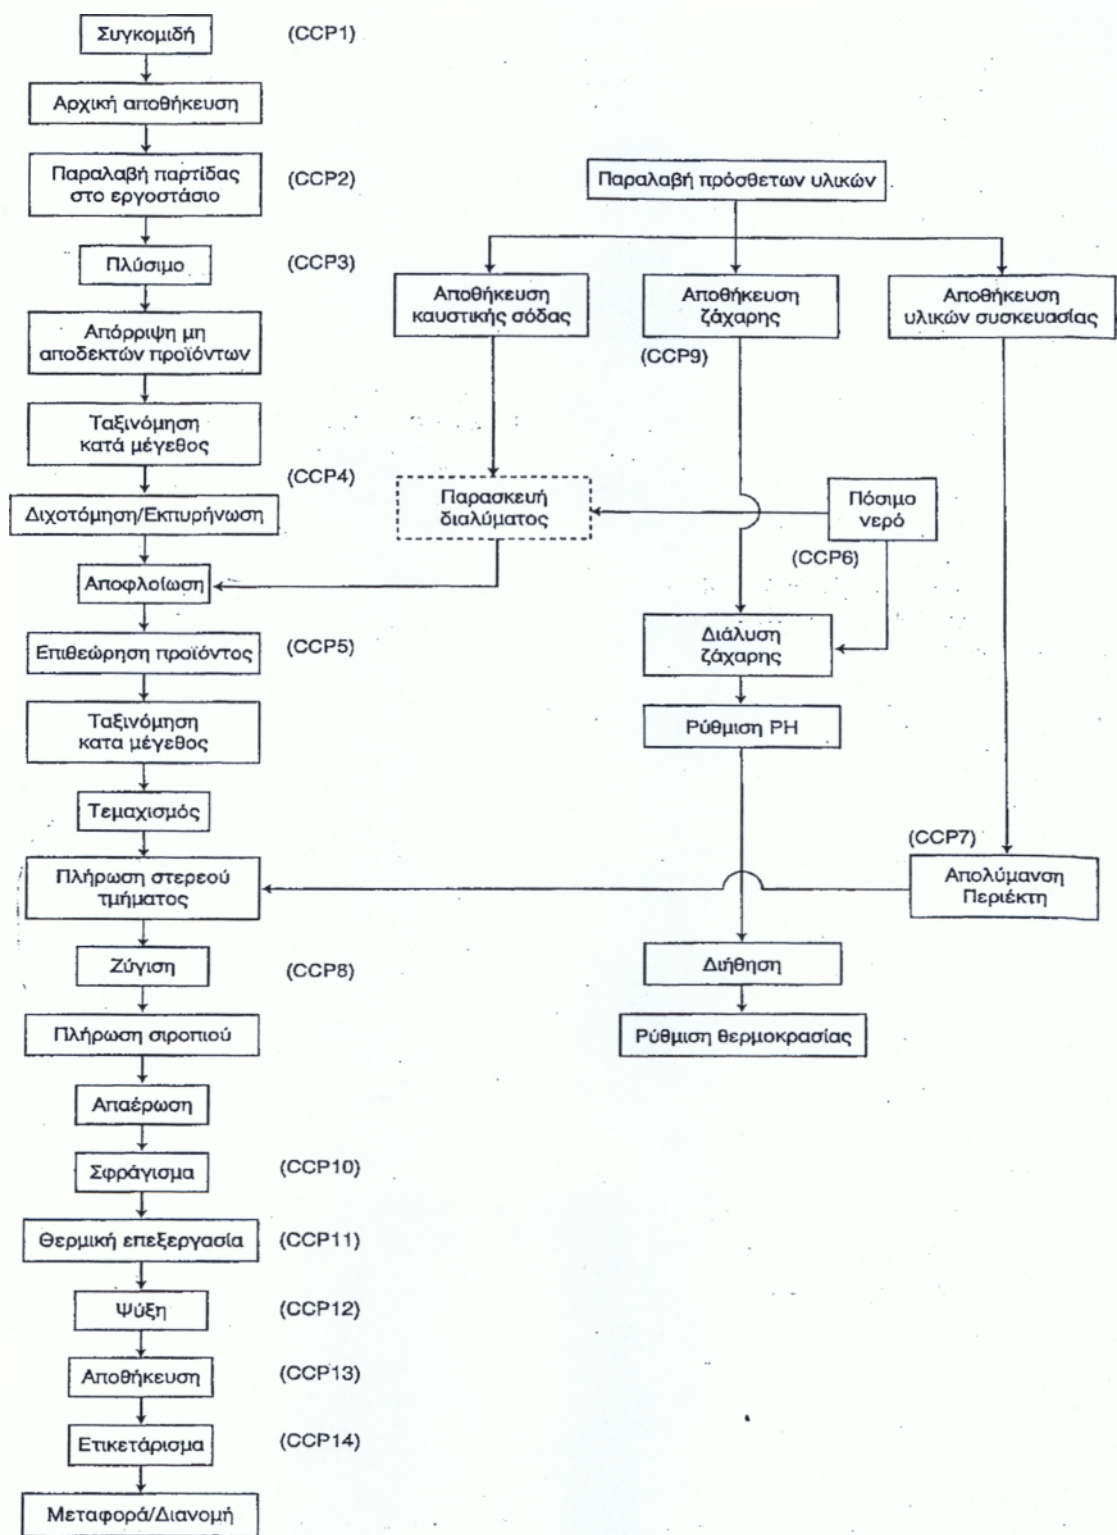 Συγκομιδή
(CCP1)
Αρχική αποθήκευση
Παραλαβή παρτίδας
στο εργοστάσιο
(CCP2)
Πλύσιμο
(CCP3)
Απόρριψη μη
αποδεκτών προϊόντων
Ταξινόμηση
κατά μέγεθος
(CCP4)
Διχοτόμηση/Εκπυρήνωση
Αποφλοίωση
Επιθεώρηση προϊόντος
(CCP5)
Ταξινόμηση
κατα μέγεθος
Τεμαχισμός
Πλήρωση στερεού
τμήματος
Ζύγιση
(CCP8)
Πλήρωση σιροπιού
Απαέρωση
Σφράγισμα
(CCP10)
Θερμική επεξεργασία
(CCP11)
Ψύξη
(CCP12)
Αποθήκευση
(CCP13)
Ετικετάρισμα
(CCP14)
Μεταφορά/Διανομή
Παραλαβή πρόσθετων υλικών
Αποθήκευση
καυστικής σόδας
Παρασκευή
διαλύματος
Αποθήκευση
ζάχαρης
(CCP9)
Πόσιμο
νερό
(CCP6)
Διάλυση
ζάχαρης
Ρύθμιση PH
Διήθηση
Ρύθμιση θερμοκρασίας
Αποθήκευση
υλικών συσκευασίας
(CCP7)
Απολύμανση
Περιέκτη